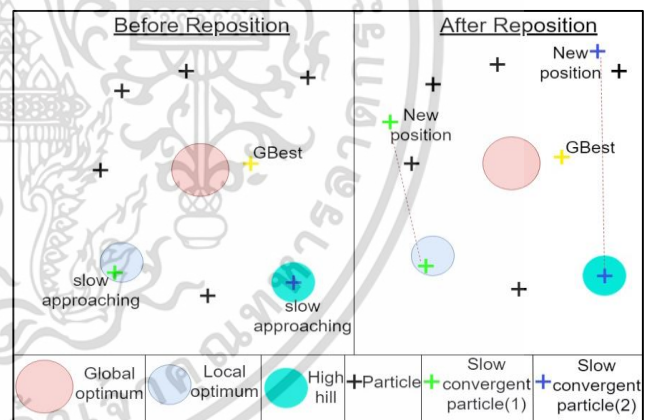 Before Reposition
After Reposition
New
position
New
position
GBest
GBest
slow
approaching
slow
approaching
Global
optimum
Local
optimum
High
hill
Particle
Slow
convergent
particle(1)
Slow
convergent
particle(2)